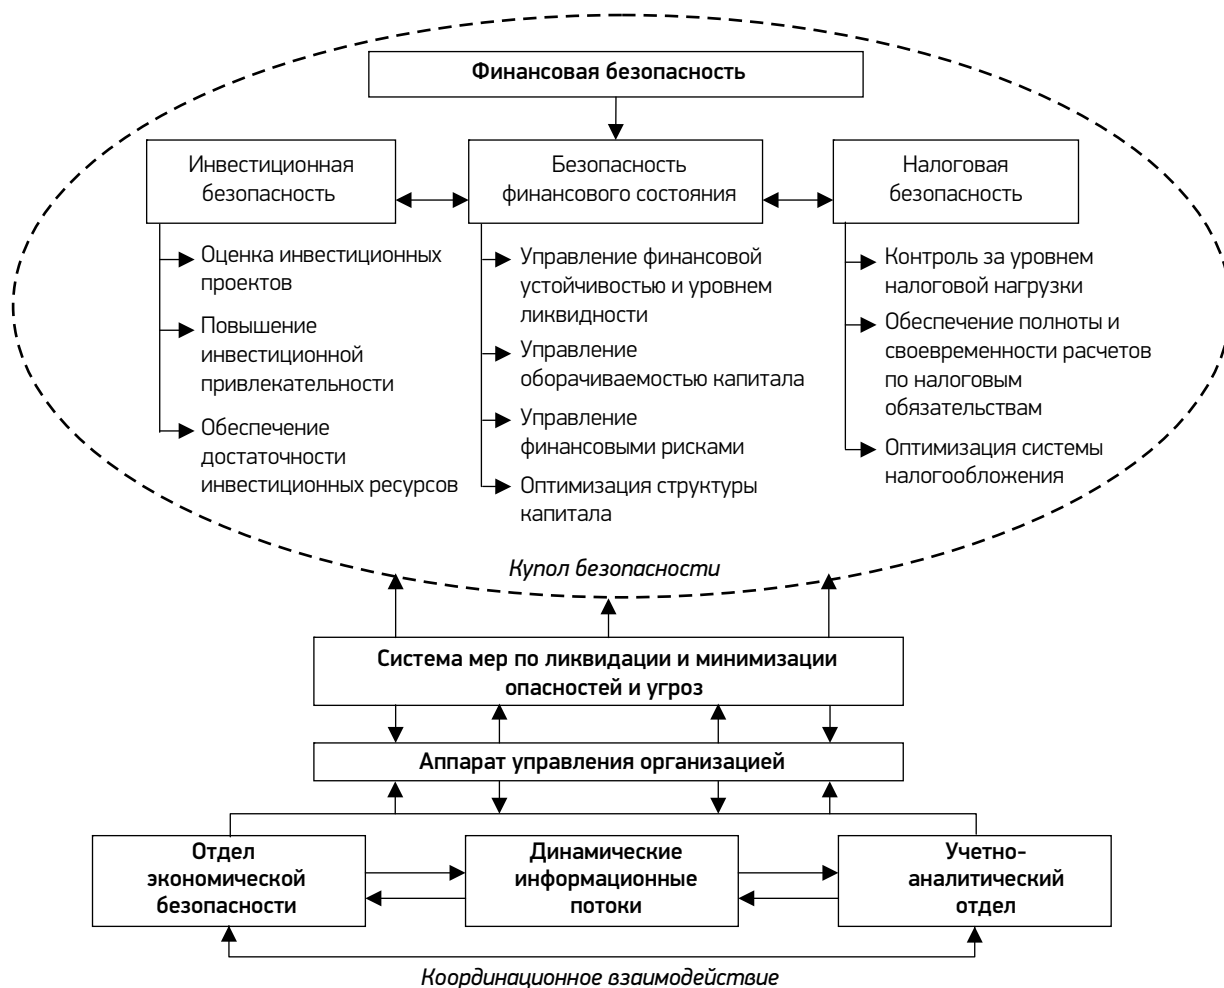 Финансовая безопасность
Инвестиционная
безопасность
Безопасность
финансового состояния
Налоговая
безопасность
Оценка инвестиционных
проектов
Повышение
инвестиционной
привлекательности
Обеспечение
достаточности
инвестиционных ресурсов
Управление финансовой
устойчивостью и уровнем
ликвидности
Управление
оборачиваемостью капитала
Управление
финансовыми рисками
Оптимизация структуры
капитала
Контроль за уровнем
налоговой нагрузки
Обеспечение полноты и
своевременности расчетов
по налоговым
обязательствам
Оптимизация системы
налогообложения
Купол безопасности
Система мер по ликвидации и минимизации
опасностей и угроз
Аппарат управления организацией
Отдел
экономической
безопасности
Динамические
информационные
потоки
Учетно-
аналитический
отдел
Координационное взаимодействие